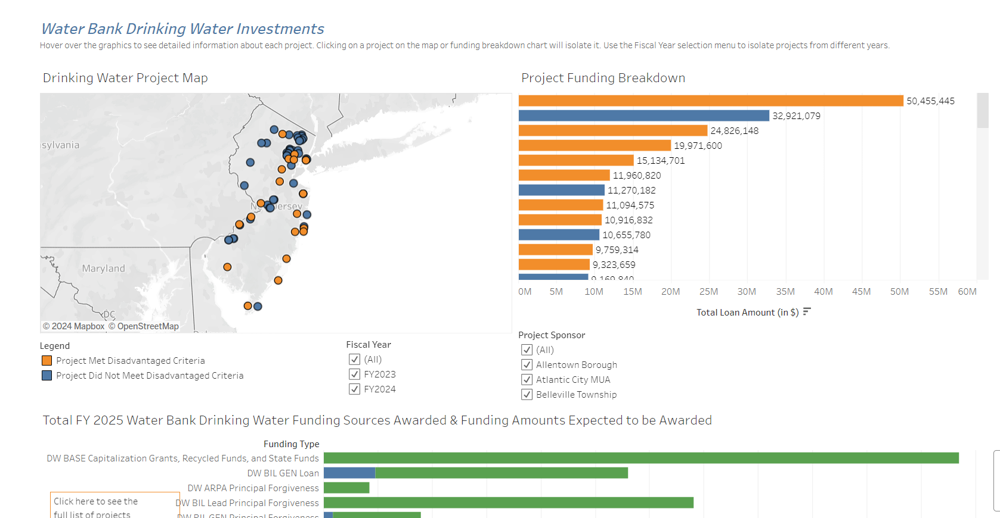 Water Bank Drinking Water Investments
Hover over the graphics to see detailed information about each project. Clicking on a project on the map or funding breakdown chart will isolate it. Use the Fiscal Year selection menu to isolate projects from different years.
Drinking Water Project Map
sylvania
Maryland
DC
© 2024 Mapbox © OpenStreetMap
Legend
Project Met Disadvantaged Criteria
Project Did Not Meet Disadvantaged Criteria
Fiscal Year
(All)
FY2023
FY2024
Project Funding Breakdown
50,455,445
32,921,079
24,826,148
19,971,600
15,134,701
11,960,820
11,270,182
11,094,575
10,916,832
10,655,780
9,759,314
9,323,659
9,169,840
0M 5M 10M 15M 20M 25M 30M 35M 40M 45M 50M 55M 60M
Total Loan Amount (in $)
Project Sponsor
(All)
Allentown Borough
Atlantic City MUA
Belleville Township
Total FY 2025 Water Bank Drinking Water Funding Sources Awarded & Funding Amounts Expected to be Awarded
Funding Type
DW BASE Capitalization Grants, Recycled Funds, and State Funds
DW BIL GEN Loan
DW ARPA Principal Forgiveness
DW BIL Lead Principal Forgiveness
DW BIL GEN Principal Forgiveness
Click here to see the
full list of projects